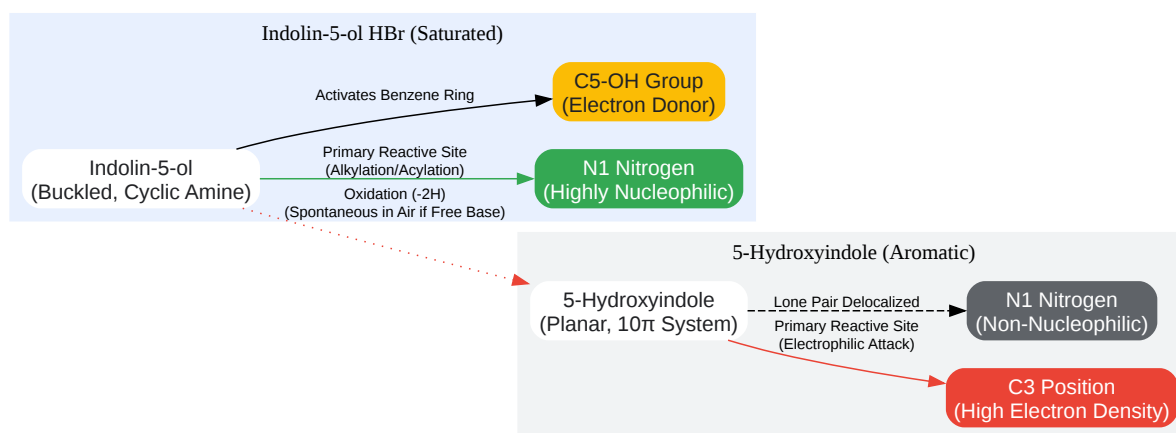 Indolin-5-ol HBr (Saturated)
C5-OH Group
(Electron Donor)
Activates Benzene Ring
Indolin-5-ol
(Buckled, Cyclic Amine)
Primary Reactive Site
(Alkylation/Acylation)
N1 Nitrogen
(Highly Nucleophilic)
Oxidation (-2H)
(Spontaneous in Air if Free Base)
5-Hydroxyindole (Aromatic)
5-Hydroxyindole
(Planar, 10π System)
Lone Pair Delocalized
N1 Nitrogen
(Non-Nucleophilic)
Primary Reactive Site
(Electrophilic Attack)
C3 Position
(High Electron Density)